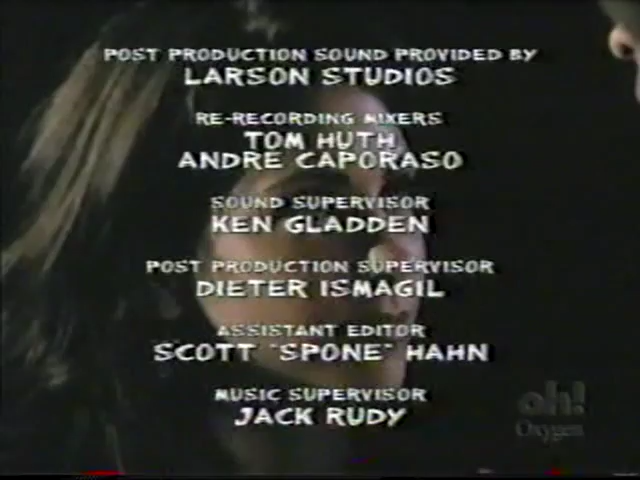 POST PRODUCTION SOUND PROVIDED BY
LARSON STUDIOS
RE-RECORDING MIXERS
TOM HUTH
ANDRE CAPORASO
SOUND SUPERVISOR
KEN GLADDEN
POST PRODUCTION SUPERVISOR
DIETER ISMAGIL
ASSISTANT EDITOR
SCOTT "SPONE" HAHN
MUSIC SUPERVISOR
JACK RUDY
oh!
Oxygen